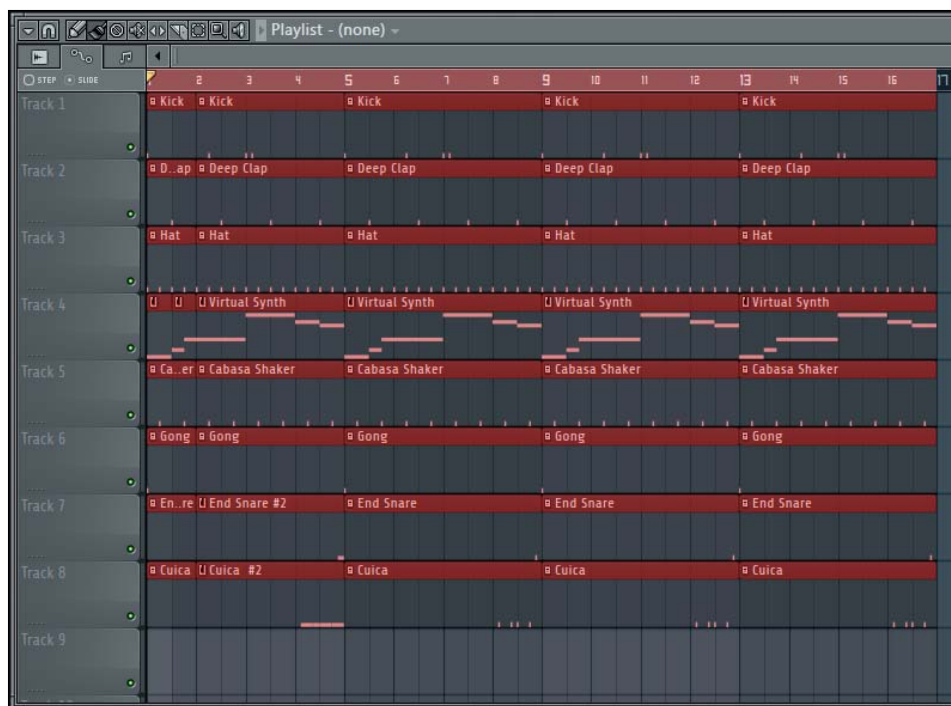 Playlist - (none)
STEP SLIDE
2 3 4 5 6 7 8 9 10 11 12 13 14 15 16 17
Track 1
Kick Kick Kick Kick Kick
Track 2
D..ap Deep Clap Deep Clap Deep Clap Deep Clap
Track 3
Hat Hat Hat Hat Hat
Track 4
Virtual Synth Virtual Synth Virtual Synth Virtual Synth
Track 5
Ca..er Cabasa Shaker Cabasa Shaker Cabasa Shaker Cabasa Shaker
Track 6
Gong Gong Gong Gong Gong
Track 7
En..re End Snare #2 End Snare End Snare End Snare
Track 8
Cuica Cuica #2 Cuica Cuica Cuica
Track 9